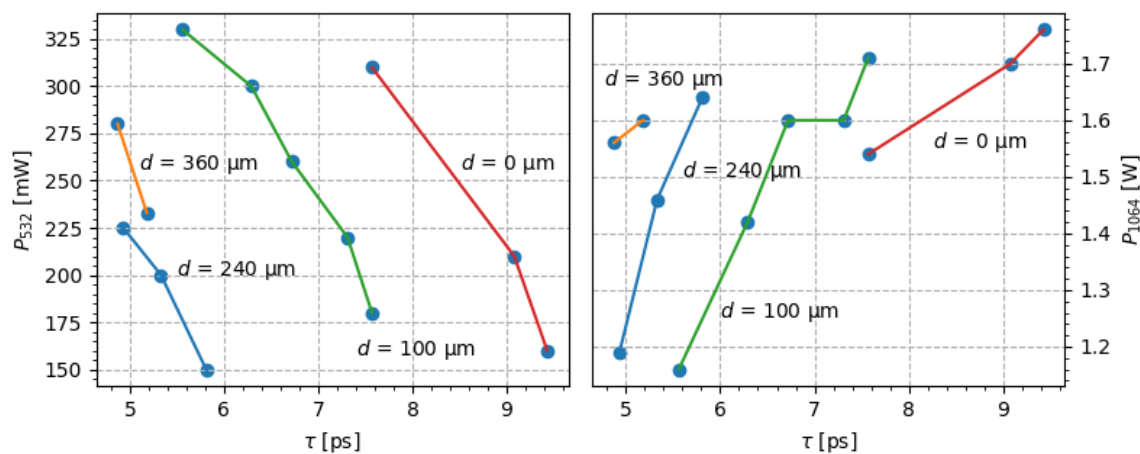 325
300
275
250
225
200
175
150
P₅₃₂ [mW]
d = 360 μm
d = 0 μm
d = 240 μm
d = 100 μm
5 6 7 8 9
τ [ps]
d = 360 μm
d = 0 μm
d = 240 μm
d = 100 μm
1.7
1.6
1.5
1.4
1.3
1.2
P₁₀₆₄ [W]
5 6 7 8 9
τ [ps]